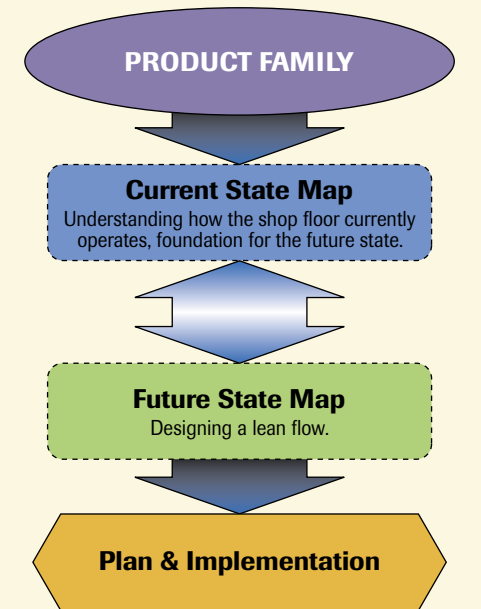 PRODUCT FAMILY
Current State Map
Understanding how the shop floor currently
operates, foundation for the future state.
Future State Map
Designing a lean flow.
Plan & Implementation